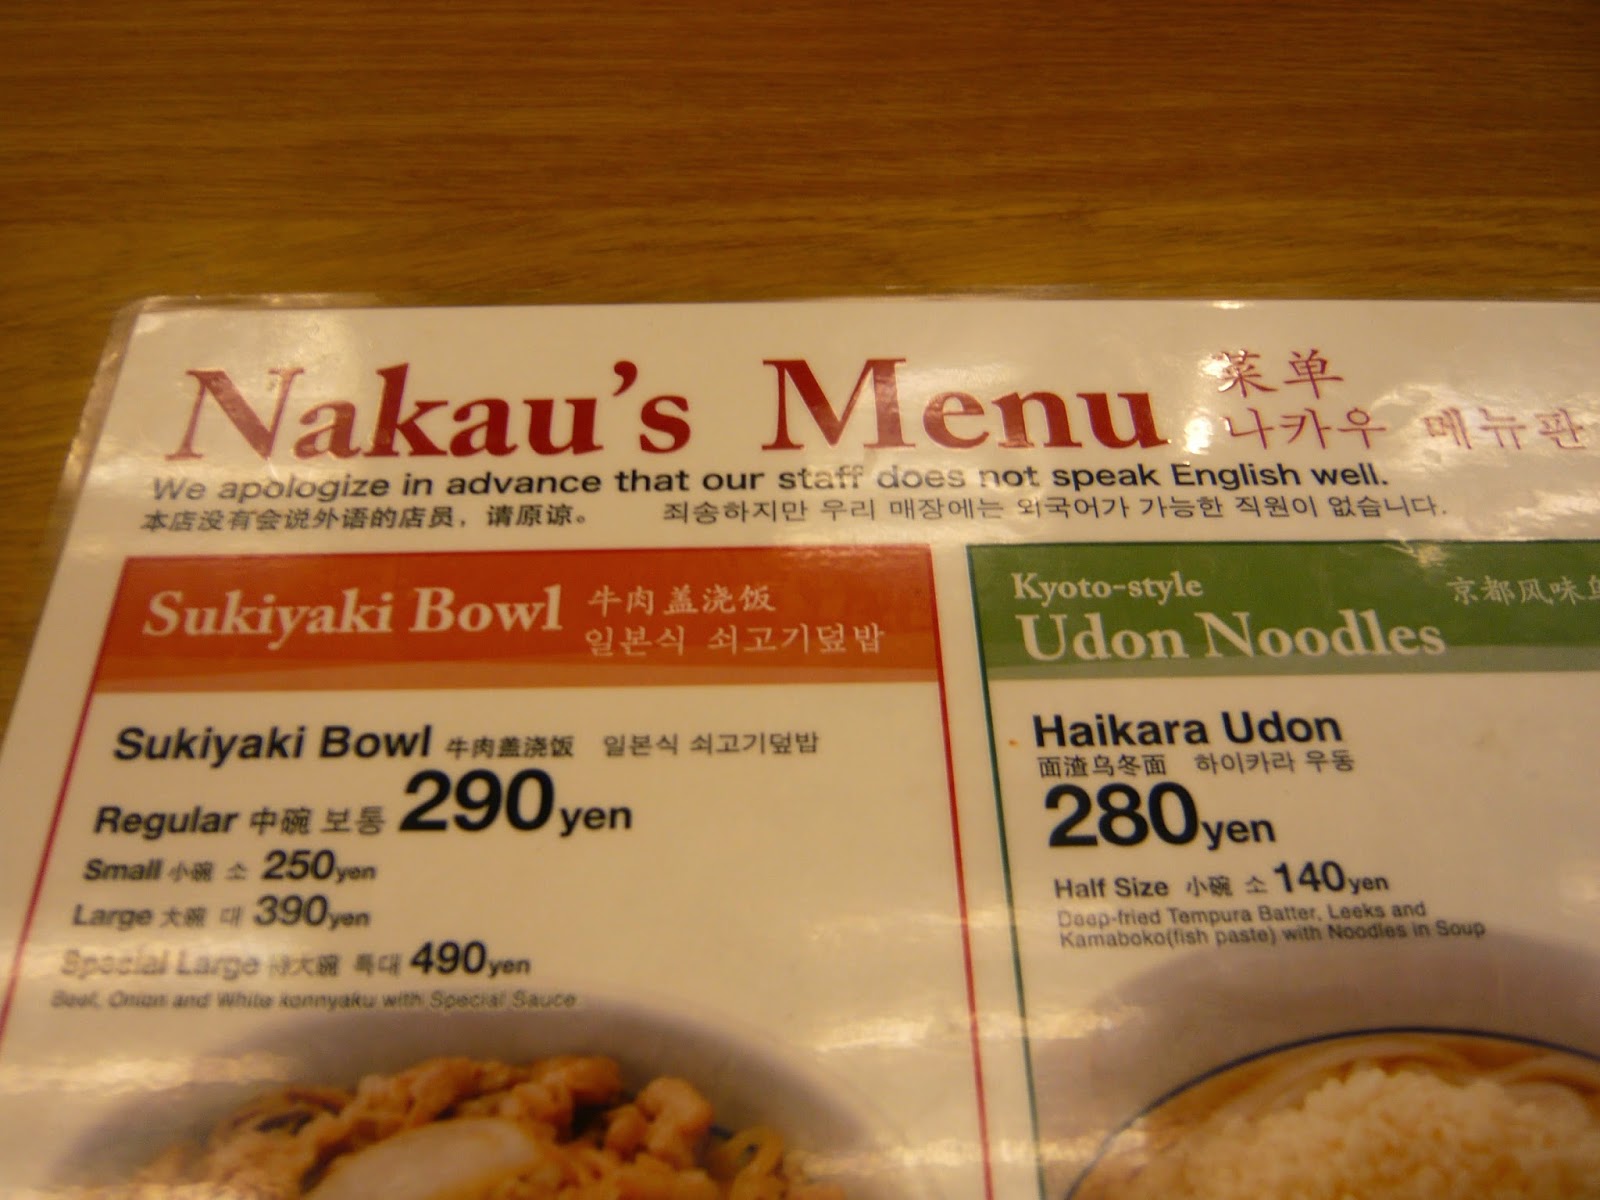 Nakau's Menu 菜单
나카우 메뉴판
We apologize in advance that our staff does not speak English well.
本店没有会说外语的店员，请原谅。 죄송하지만 우리 매장에는 외국어가 가능한 직원이 없습니다.
Sukiyaki Bowl 牛肉盖浇饭
일본식 쇠고기덮밥
Sukiyaki Bowl 牛肉盖浇饭 일본식 쇠고기덮밥
Regular 中碗 보통 290yen
Small 小碗 소 250yen
Large 大碗 대 390yen
Special Large 特大碗 특대 490yen
Beef, Onion and White konnyaku with Special Sauce
Kyoto-style 京都风味
Udon Noodles
Haikara Udon
面渣乌冬面 하이카라 우동
280yen
Half Size 小碗 소 140yen
Deep-fried Tempura Batter, Leeks and
Kamaboko(fish paste) with Noodles in Soup